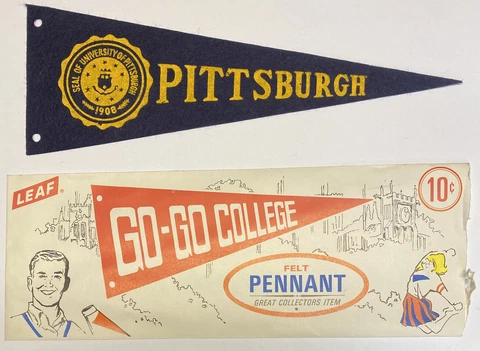 SEAL OF UNIVERSITY OF PITTSBURGH
1908
PITTSBURGH
LEAF
10¢
GO-GO COLLEGE
FELT
PENNANT
GREAT COLLECTORS ITEM